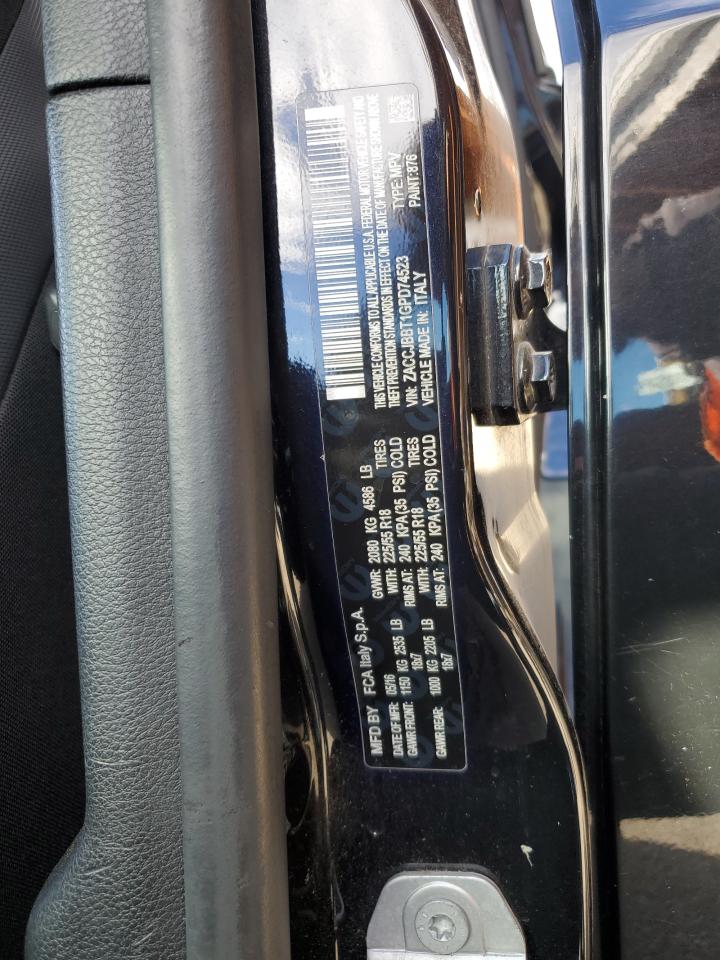 MFD BY FCA Italy S.p.A.
DATE OF MFR: 05/16
GVWR: 2080 KG 4586 LB
GAWR FRONT: 1150 KG 2535 LB
WITH: 225/55 R18 TIRES
18x7
RIMS AT: 240 KPA(35 PSI) COLD
GAWR REAR: 1000 KG 2205 LB
WITH: 225/55 R18 TIRES
18x7
RIMS AT: 240 KPA(35 PSI) COLD
THIS VEHICLE CONFORMS TO ALL APPLICABLE U.S.A. FEDERAL MOTOR VEHICLE SAFETY AND
THEFT PREVENTION STANDARDS IN EFFECT ON THE DATE OF MANUFACTURE SHOWN ABOVE
VIN: ZACCJBBT1GPD74523
TYPE: MPV
VEHICLE MADE IN: ITALY
PAINT: 876